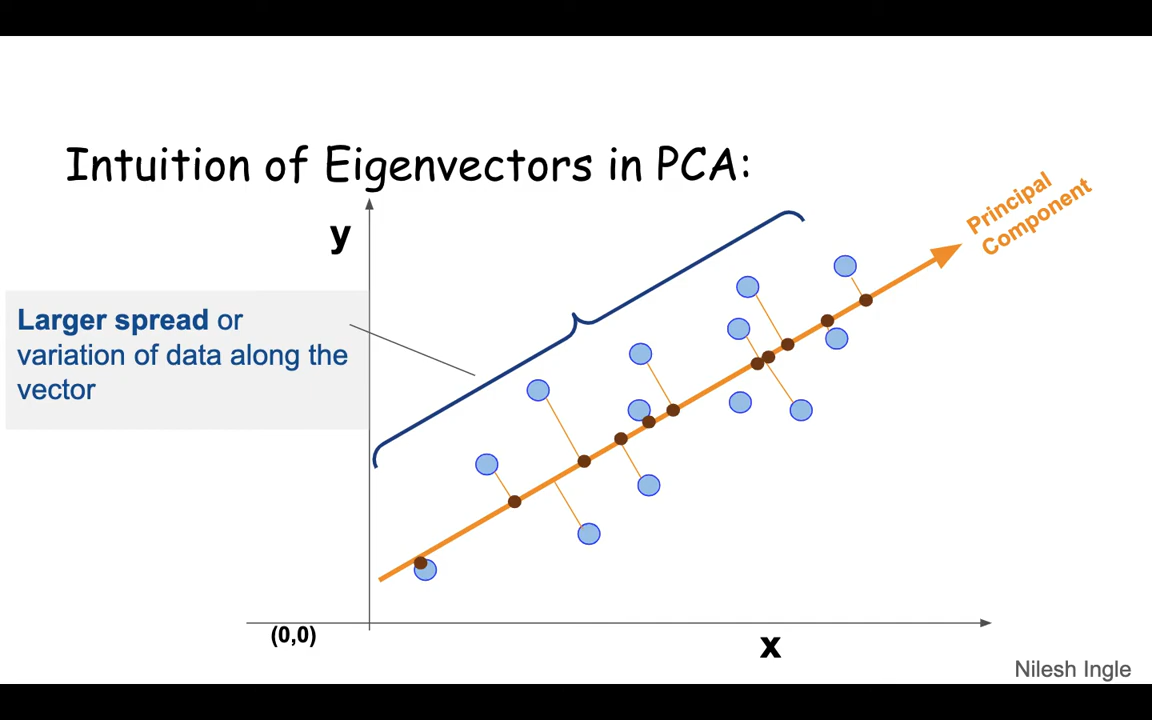 Intuition of Eigenvectors in PCA:
y
Principal
Component
Larger spread or
variation of data along the
vector
(0,0)
x
Nilesh Ingle